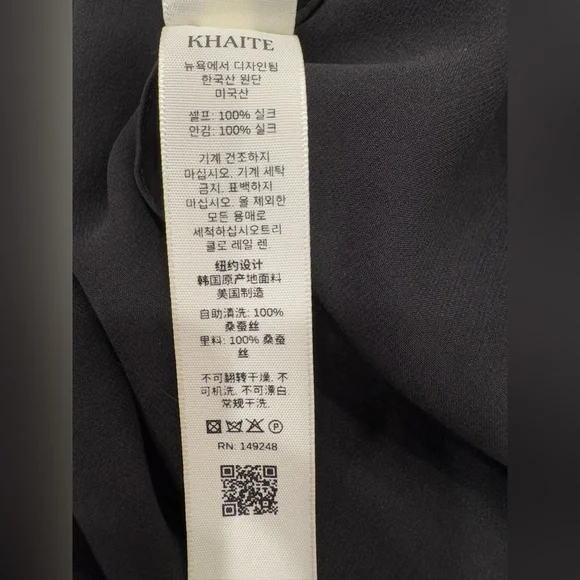 KHAITE
뉴욕에서 디자인됨
한국산 원단
미국산
셀프: 100% 실크
안감: 100% 실크
기계 건조하지
마십시오. 기계 세탁
금지. 표백하지
마십시오. 을 제외한
모든 용매로
세척하십시오트리
클로 레일 렌
纽约设计
韩国原产地面料
美国制造
自助清洗: 100%
桑蚕丝
里料: 100% 桑蚕
丝
不可翻转干燥. 不
可机洗. 不可漂白.
常规干洗.
P
RN: 149248